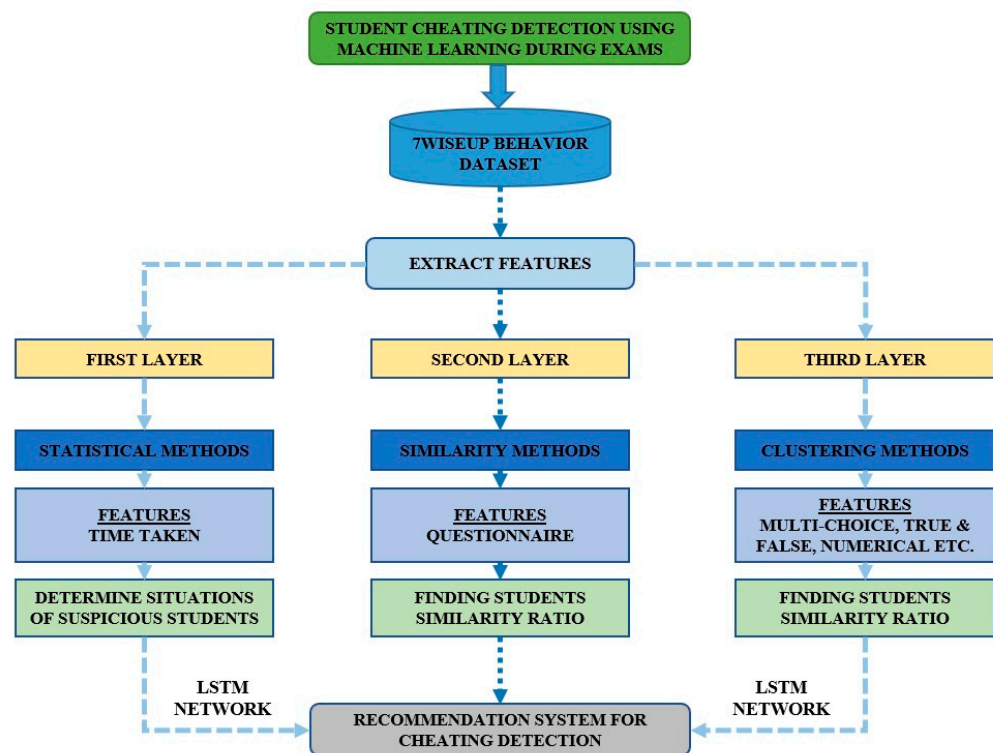 STUDENT CHEATING DETECTION USING
MACHINE LEARNING DURING EXAMS
7WISEUP BEHAVIOR
DATASET
EXTRACT FEATURES
FIRST LAYER
SECOND LAYER
THIRD LAYER
STATISTICAL METHODS
SIMILARITY METHODS
CLUSTERING METHODS
FEATURES
TIME TAKEN
FEATURES
QUESTIONNAIRE
FEATURES
MULTI-CHOICE, TRUE &
FALSE, NUMERICAL ETC.
DETERMINE SITUATIONS
OF SUSPICIOUS STUDENTS
FINDING STUDENTS
SIMILARITY RATIO
FINDING STUDENTS
SIMILARITY RATIO
LSTM
NETWORK
LSTM
NETWORK
RECOMMENDATION SYSTEM FOR
CHEATING DETECTION